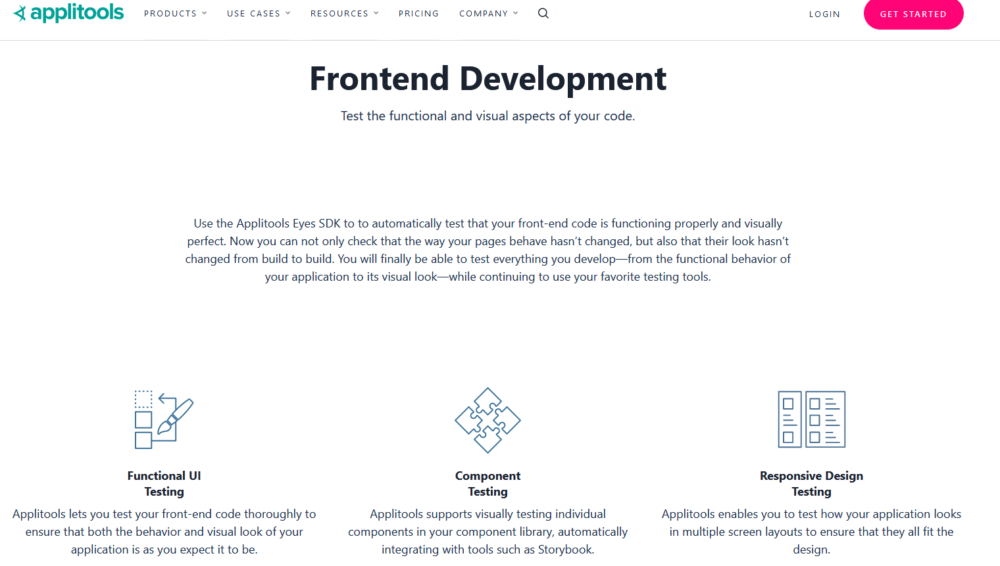 applitools
PRODUCTS
USE CASES
RESOURCES
PRICING
COMPANY
LOGIN
GET STARTED
Frontend Development
Test the functional and visual aspects of your code.
Use the Applitools Eyes SDK to to automatically test that your front-end code is functioning properly and visually
perfect. Now you can not only check that the way your pages behave hasn’t changed, but also that their look hasn’t
changed from build to build. You will finally be able to test everything you develop—from the functional behavior of
your application to its visual look—while continuing to use your favorite testing tools.
Functional UI
Testing
Applitools lets you test your front-end code thoroughly to
ensure that both the behavior and visual look of your
application is as you expect it to be.
Component
Testing
Applitools supports visually testing individual
components in your component library, automatically
integrating with tools such as Storybook.
Responsive Design
Testing
Applitools enables you to test how your application looks
in multiple screen layouts to ensure that they all fit the
design.